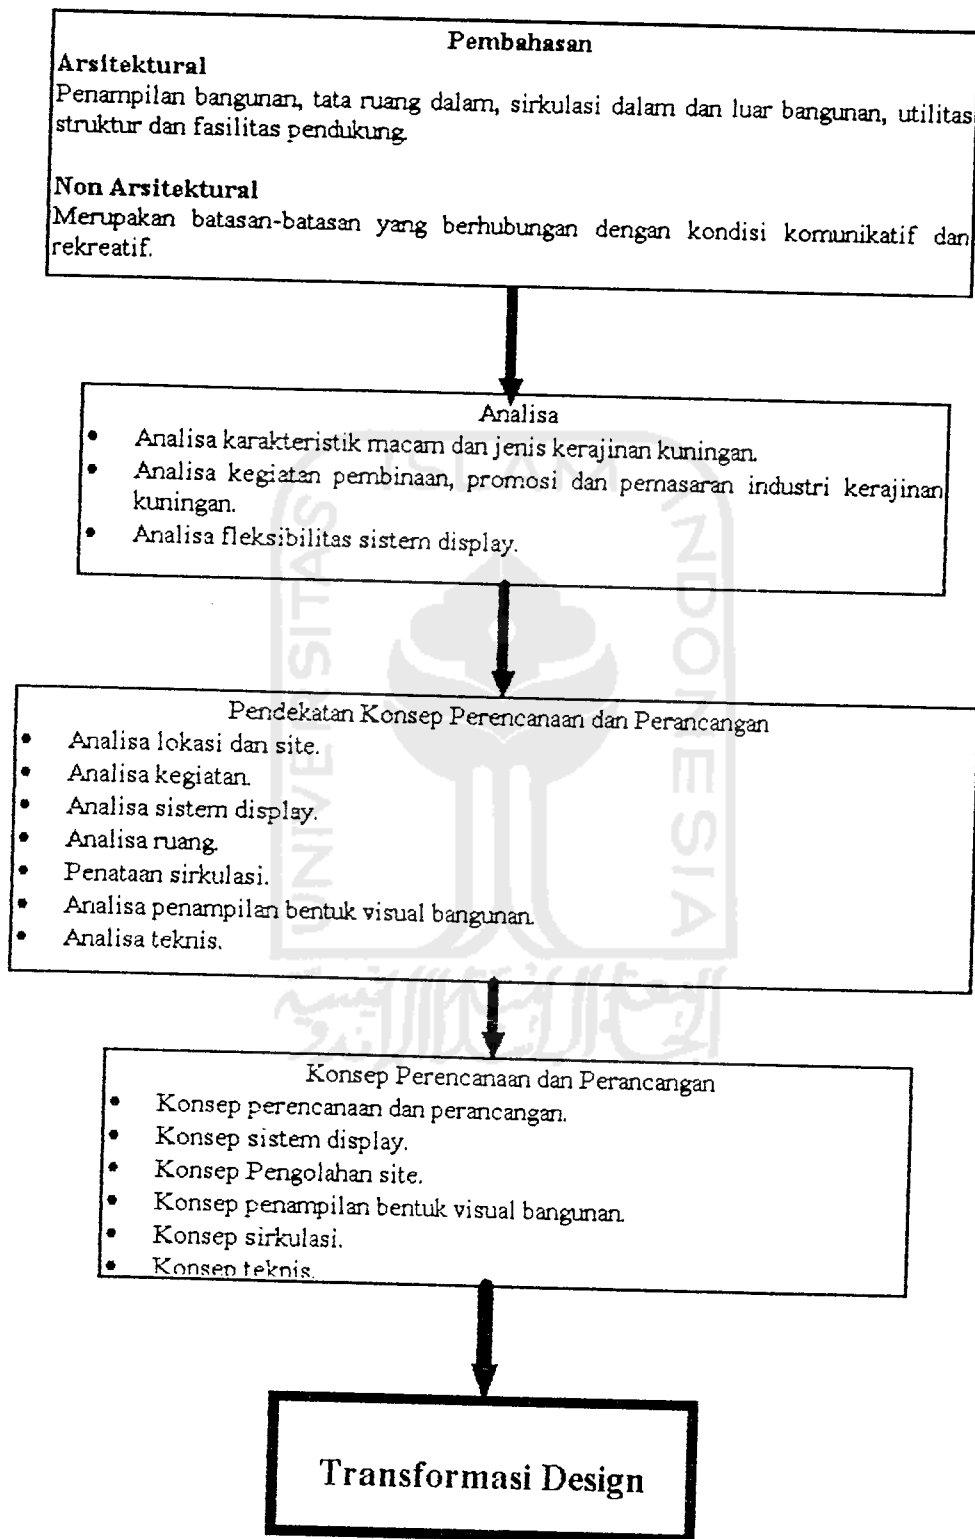 Pembahasan
Arsitektural
Penampilan bangunan, tata ruang dalam, sirkulasi dalam dan luar bangunan, utilitas
struktur dan fasilitas pendukung.
Non Arsitektural
Merupakan batasan-batasan yang berhubungan dengan kondisi komunikatif dan
rekreatif.
Analisa
• Analisa karakteristik macam dan jenis kerajinan kuningan.
• Analisa kegiatan pembinaan, promosi dan pemasaran industri kerajinan
kuningan.
• Analisa fleksibilitas sistem display.
Pendekatan Konsep Perencanaan dan Perancangan
• Analisa lokasi dan site.
• Analisa kegiatan.
• Analisa sistem display.
• Analisa ruang.
• Penataan sirkulasi.
• Analisa penampilan bentuk visual bangunan.
• Analisa teknis.
Konsep Perencanaan dan Perancangan
• Konsep perencanaan dan perancangan.
• Konsep sistem display.
• Konsep Pengolahan site.
• Konsep penampilan bentuk visual bangunan.
• Konsep sirkulasi.
• Konsep teknis.
Transformasi Design
UNIVERSITAS
ISLAM
INDONESIA